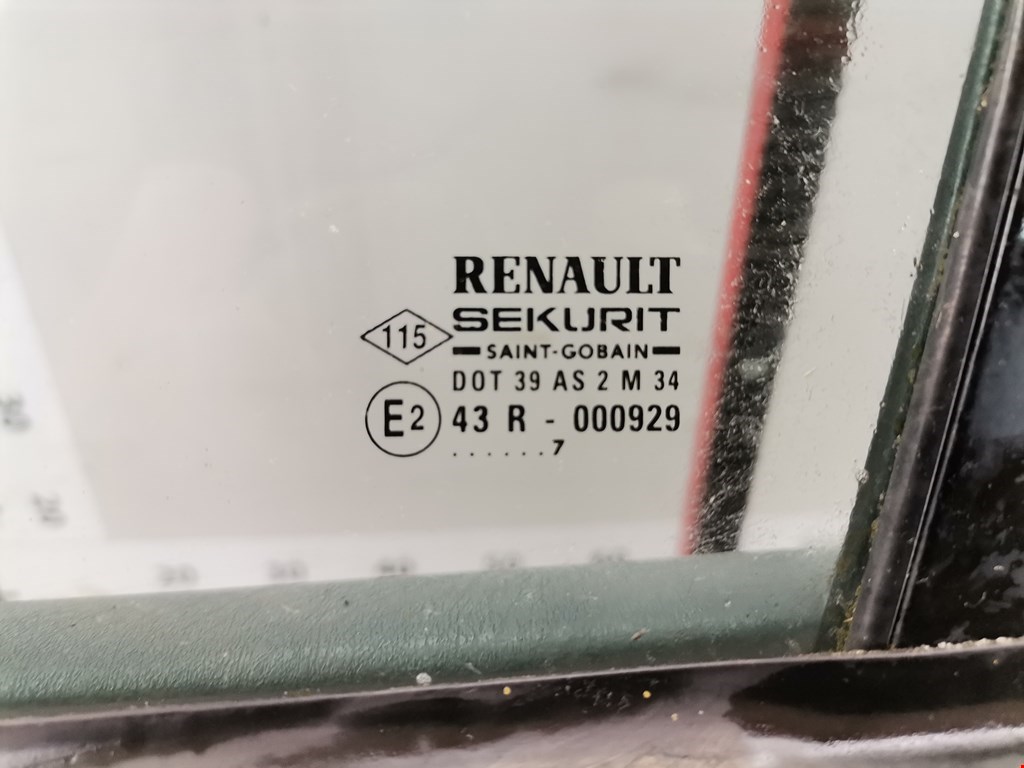 RENAULT
SEKURIT
115
SAINT-GOBAIN
DOT 39 AS 2 M 34
E2 43 R - 000929
......7